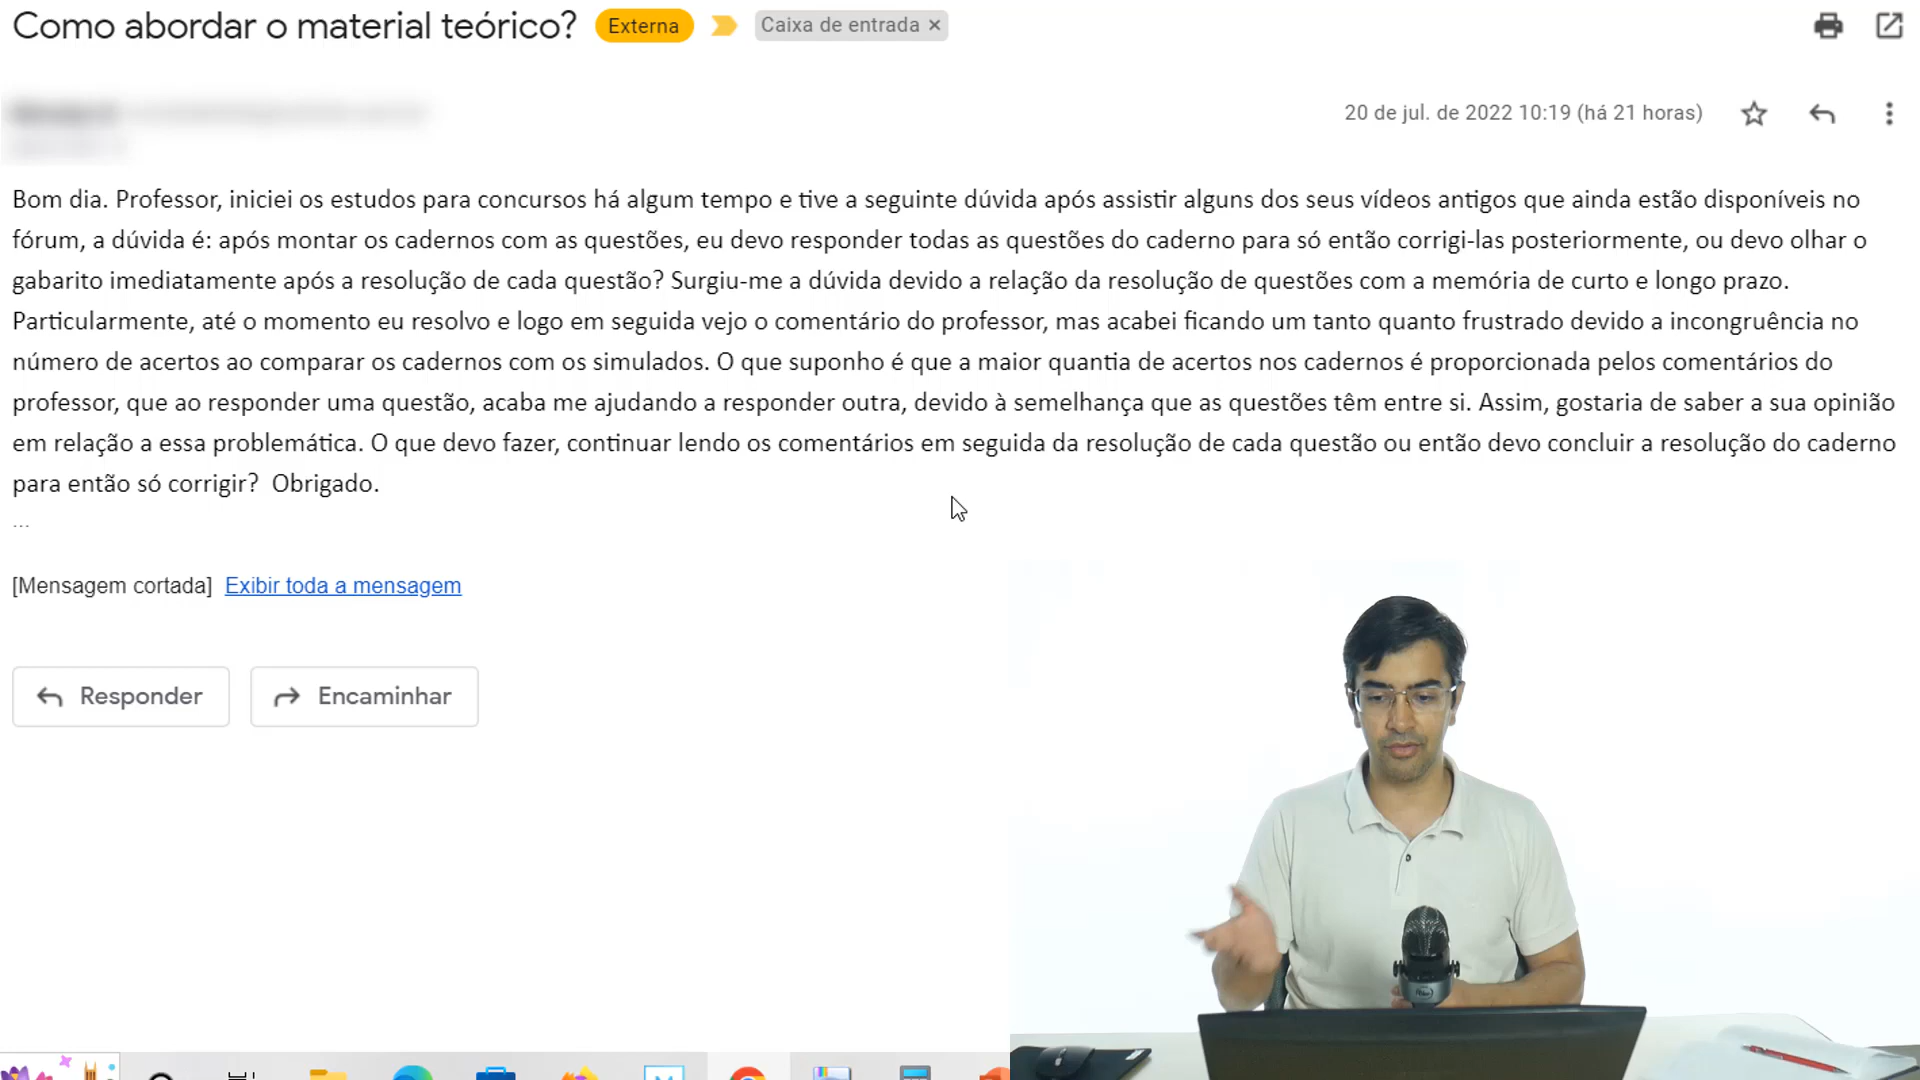 Como abordar o material teórico? Externa Caixa de entrada ×
20 de jul. de 2022 10:19 (há 21 horas)
Bom dia. Professor, iniciei os estudos para concursos há algum tempo e tive a seguinte dúvida após assistir alguns dos seus vídeos antigos que ainda estão disponíveis no
fórum, a dúvida é: após montar os cadernos com as questões, eu devo responder todas as questões do caderno para só então corrigi-las posteriormente, ou devo olhar o
gabarito imediatamente após a resolução de cada questão? Surgiu-me a dúvida devido a relação da resolução de questões com a memória de curto e longo prazo.
Particularmente, até o momento eu resolvo e logo em seguida vejo o comentário do professor, mas acabei ficando um tanto quanto frustrado devido a incongruência no
número de acertos ao comparar os cadernos com os simulados. O que suponho é que a maior quantia de acertos nos cadernos é proporcionada pelos comentários do
professor, que ao responder uma questão, acaba me ajudando a responder outra, devido à semelhança que as questões têm entre si. Assim, gostaria de saber a sua opinião
em relação a essa problemática. O que devo fazer, continuar lendo os comentários em seguida da resolução de cada questão ou então devo concluir a resolução do caderno
para então só corrigir?  Obrigado.
...
[Mensagem cortada] Exibir toda a mensagem
Responder Encaminhar